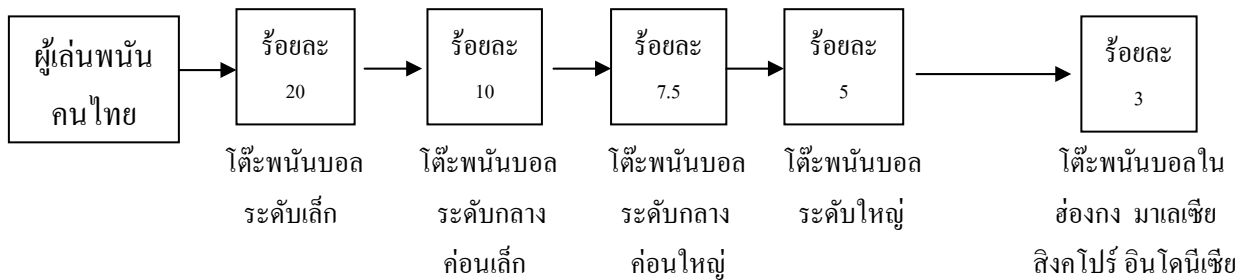 ผู้เล่นพนัน
คนไทย
ร้อยละ
20
โต๊ะพนันบอล
ระดับเล็ก
ร้อยละ
10
โต๊ะพนันบอล
ระดับกลาง
ค่อนเล็ก
ร้อยละ
7.5
โต๊ะพนันบอล
ระดับกลาง
ค่อนใหญ่
ร้อยละ
5
โต๊ะพนันบอล
ระดับใหญ่
ร้อยละ
3
โต๊ะพนันบอลใน
ฮ่องกง มาเลเซีย
สิงคโปร์ อินโดนีเซีย